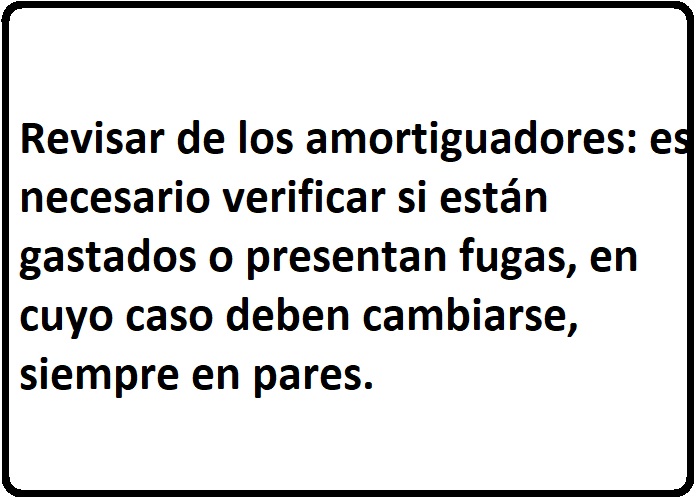 Revisar de los amortiguadores: es
necesario verificar si están
gastados o presentan fugas, en
cuyo caso deben cambiarse,
siempre en pares.